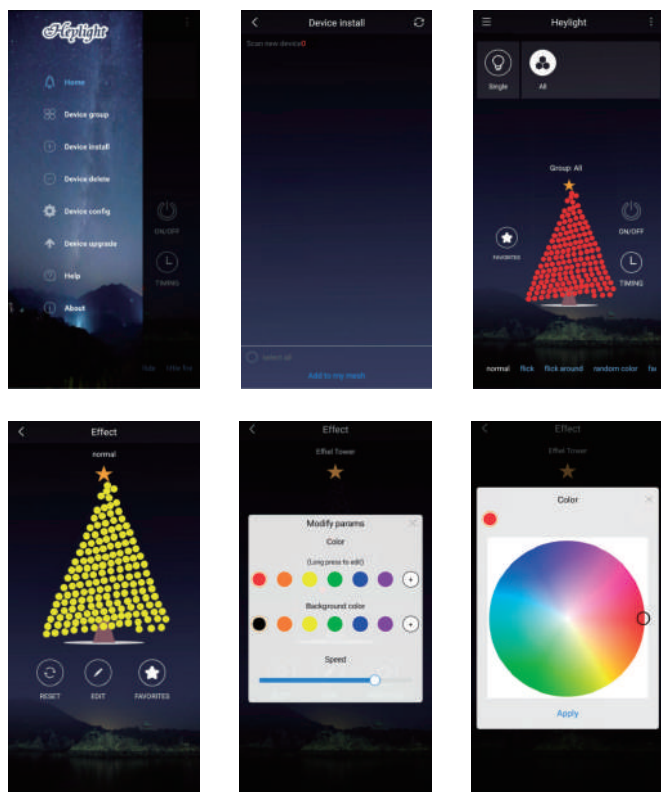 Heylight
Home
Device group
Device install
Device delete
Device config
Device upgrade
Help
About
ON/OFF
TIMING
Device install
Scan new device0
select all
Add to my mesh
Heylight
Single
All
Group: All
FAVORITES
ON/OFF
TIMING
normal flick flick around random color
Effect
normal
RESET EDIT FAVORITES
Effect
Effiel Tower
Modify params
Color
(Long press to edit)
Background color
Speed
Effect
Effiel Tower
Color
Apply